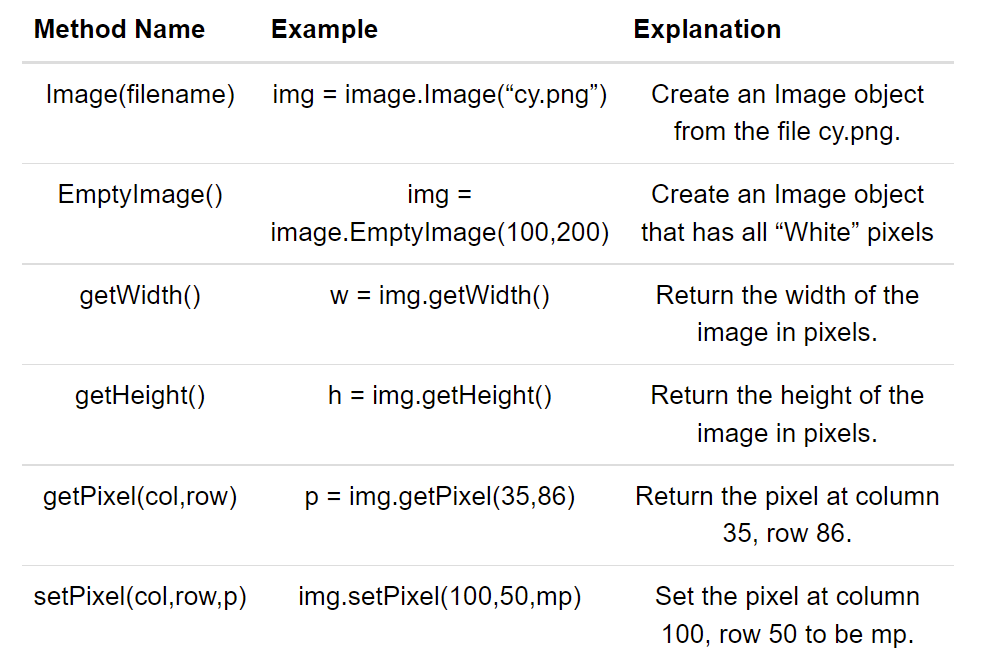 Method Name Example Explanation
Image(filename) img = image.Image(“cy.png”) Create an Image object
from the file cy.png.
EmptyImage() img = Create an Image object
image.EmptyImage(100,200) that has all “White” pixels
getWidth() w = img.getWidth() Return the width of the
image in pixels.
getHeight() h = img.getHeight() Return the height of the
image in pixels.
getPixel(col,row) p = img.getPixel(35,86) Return the pixel at column
35, row 86.
setPixel(col,row,p) img.setPixel(100,50,mp) Set the pixel at column
100, row 50 to be mp.